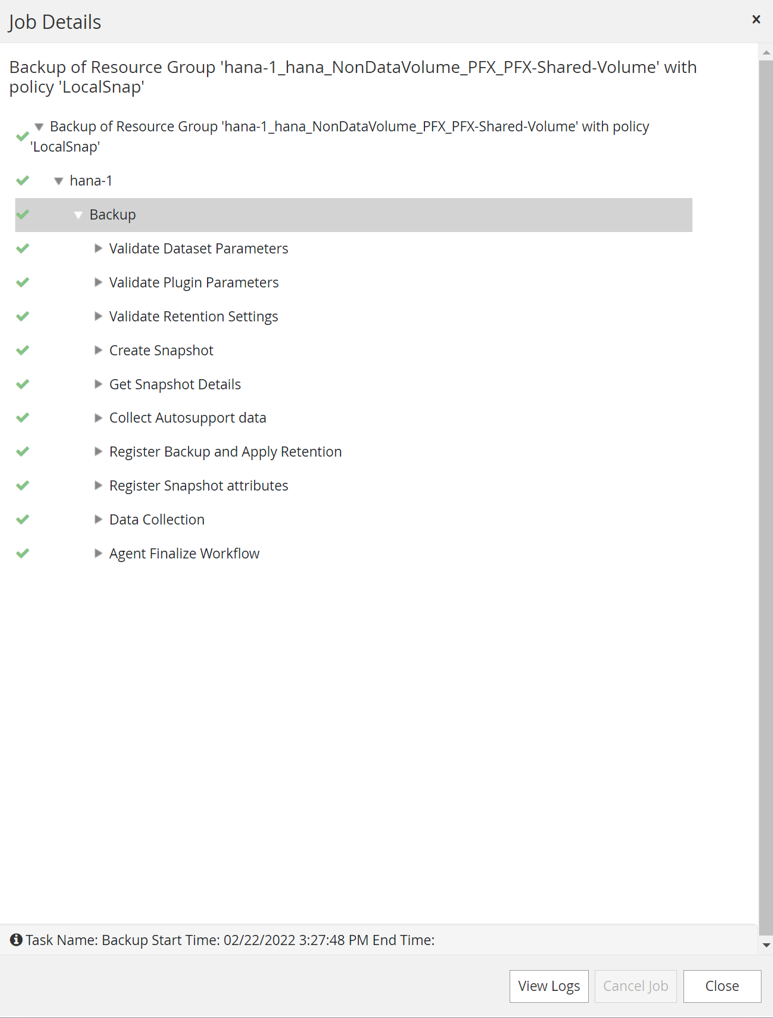 Job Details
Backup of Resource Group 'hana-1_hana_NonDataVolume_PFX_PFX-Shared-Volume' with
policy 'LocalSnap'
Backup of Resource Group 'hana-1_hana_NonDataVolume_PFX_PFX-Shared-Volume' with policy
'LocalSnap'
hana-1
Backup
Validate Dataset Parameters
Validate Plugin Parameters
Validate Retention Settings
Create Snapshot
Get Snapshot Details
Collect Autosupport data
Register Backup and Apply Retention
Register Snapshot attributes
Data Collection
Agent Finalize Workflow
Task Name: Backup Start Time: 02/22/2022 3:27:48 PM End Time:
View Logs Cancel Job Close